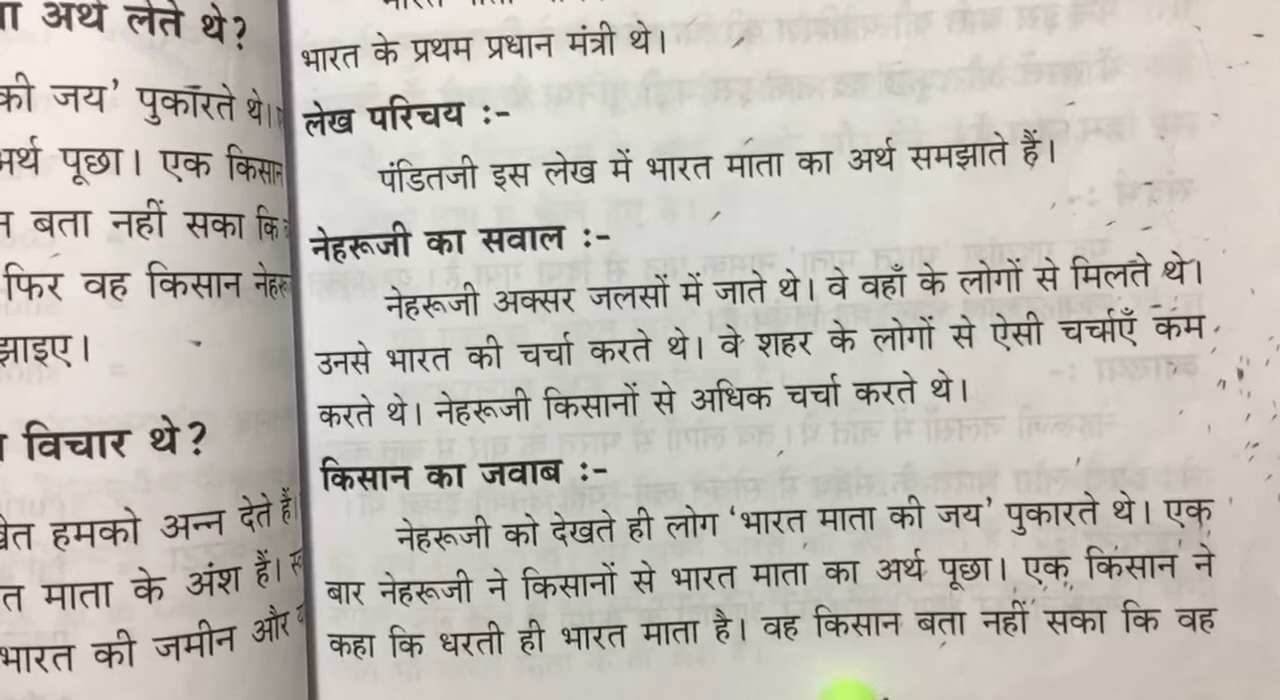 ा अर्थ लेते थे?
की जय’ पुकारते थे।
अर्थ पूछा। एक किसान
न बता नहीं सका कि
फिर वह किसान नेहरू
झाइए।
विचार थे?
खेत हमको अन्न देते हैं।
त माता के अंश हैं।
भारत की जमीन और
भारत के प्रथम प्रधान मंत्री थे।
लेख परिचय :-
पंडितजी इस लेख में भारत माता का अर्थ समझाते हैं।
नेहरूजी का सवाल :-
नेहरूजी अक्सर जलसों में जाते थे। वे वहाँ के लोगों से मिलते थे।
उनसे भारत की चर्चा करते थे। वे शहर के लोगों से ऐसी चर्चाएँ कम
करते थे। नेहरूजी किसानों से अधिक चर्चा करते थे।
किसान का जवाब :-
नेहरूजी को देखते ही लोग ‘भारत माता की जय’ पुकारते थे। एक
बार नेहरूजी ने किसानों से भारत माता का अर्थ पूछा। एक किसान ने
कहा कि धरती ही भारत माता है। वह किसान बता नहीं सका कि वह